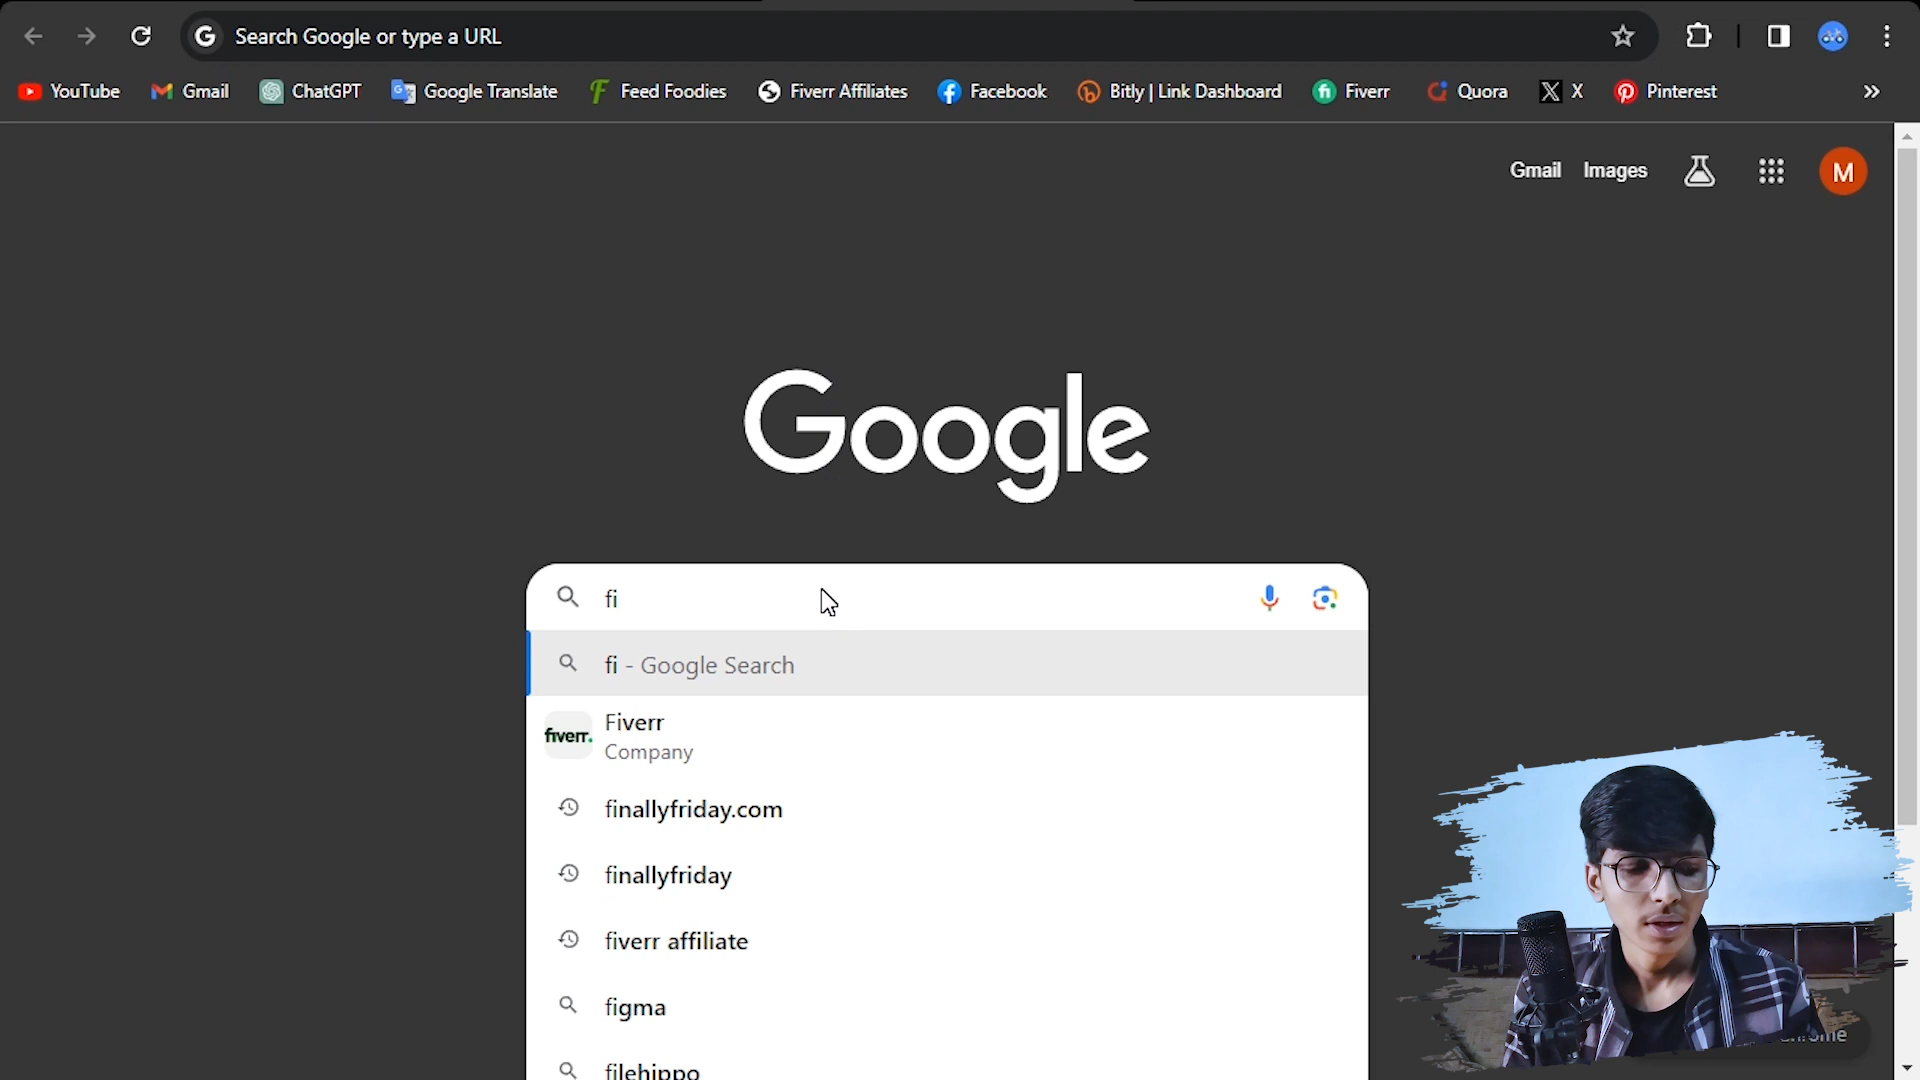 Search Google or type a URL
YouTube Gmail ChatGPT Google Translate Feed Foodies Fiverr Affiliates Facebook Bitly | Link Dashboard Fiverr Quora X Pinterest
Gmail Images M
Google
fi
fi - Google Search
fiverr. Fiverr
Company
finallyfriday.com
finallyfriday
fiverr affiliate
figma
filehippo